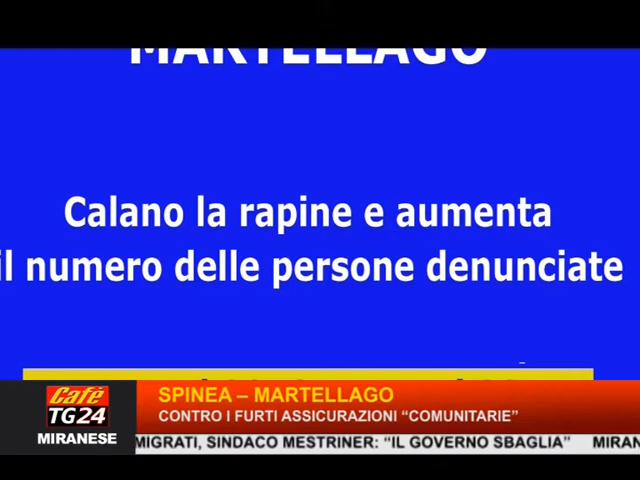 MARTELLAGO
Calano la rapine e aumenta
il numero delle persone denunciate
Cafè
TG24
MIRANESE
SPINEA – MARTELLAGO
CONTRO I FURTI ASSICURAZIONI “COMUNITARIE”
MIGRATI, SINDACO MESTRINER: “IL GOVERNO SBAGLIA” MIRAN